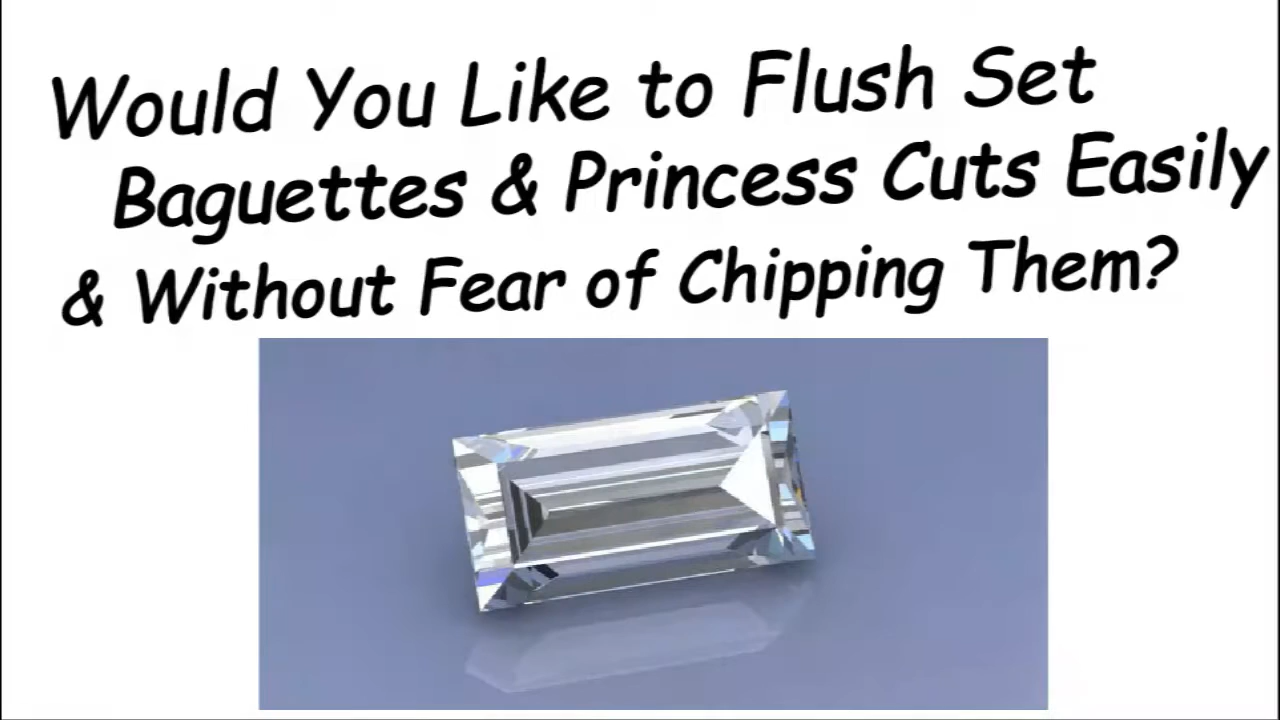 Would You Like to Flush Set
Baguettes & Princess Cuts Easily
& Without Fear of Chipping Them?